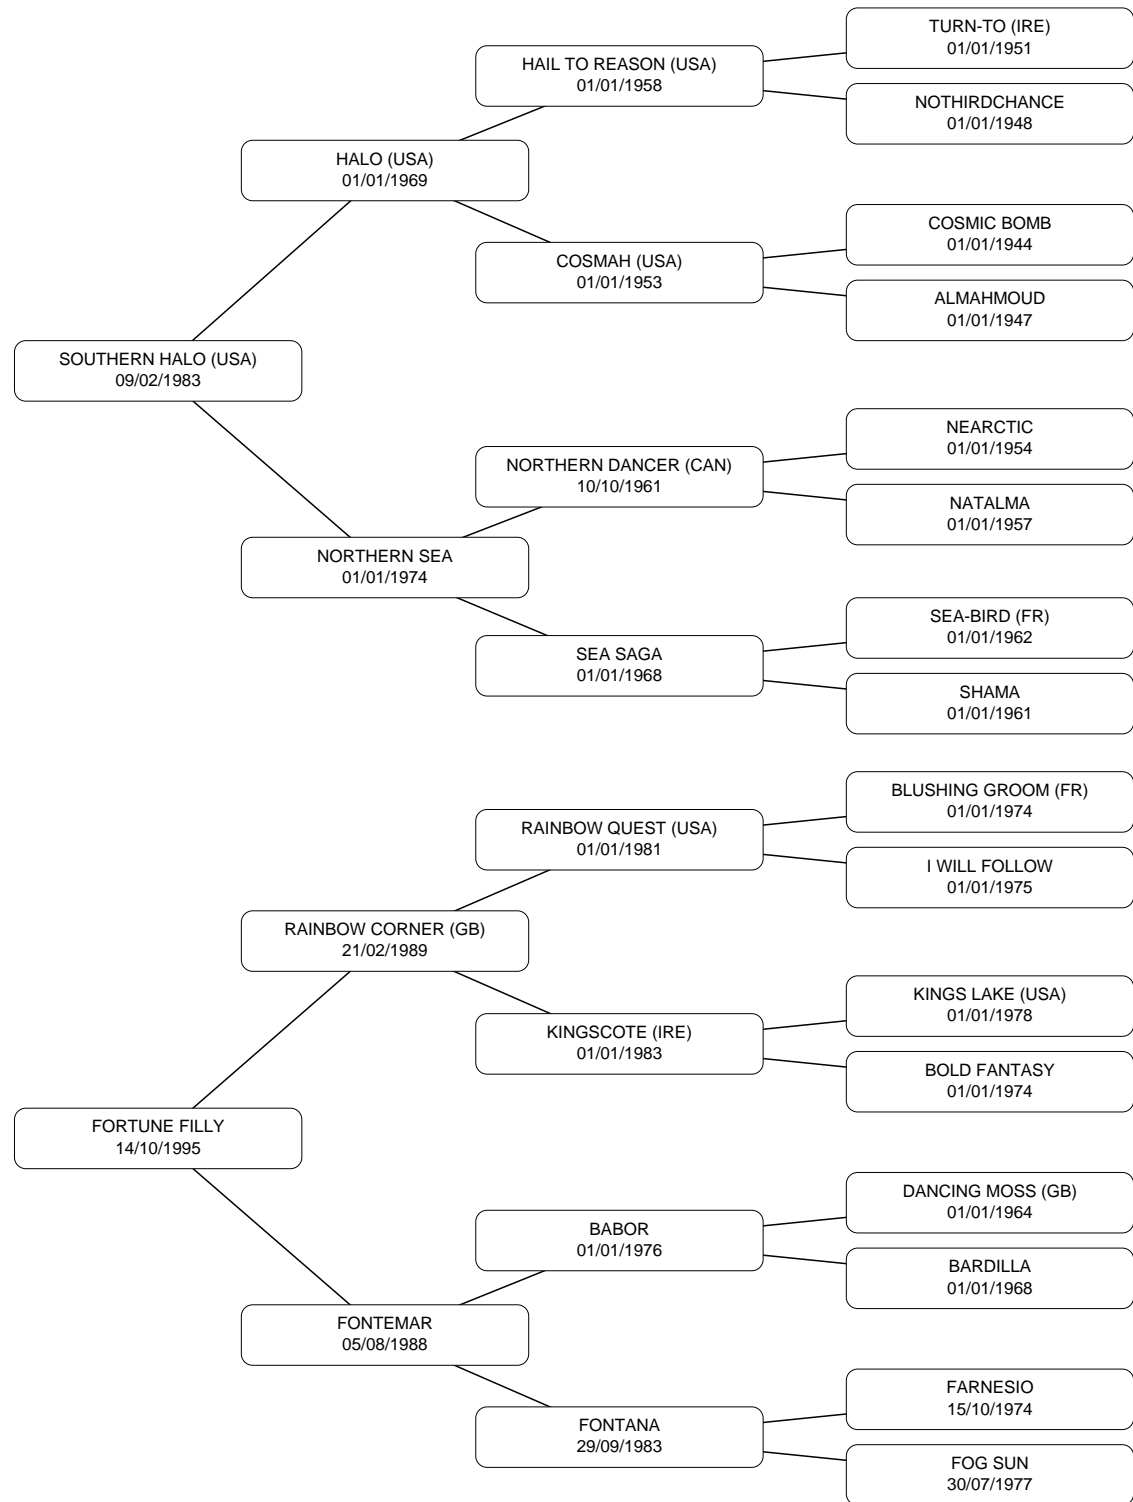 TURN-TO (IRE)
01/01/1951
HAIL TO REASON (USA)
01/01/1958
NOTHIRDCHANCE
01/01/1948
HALO (USA)
01/01/1969
COSMIC BOMB
01/01/1944
COSMAH (USA)
01/01/1953
ALMAHMOUD
01/01/1947
SOUTHERN HALO (USA)
09/02/1983
NEARCTIC
01/01/1954
NORTHERN DANCER (CAN)
10/10/1961
NATALMA
01/01/1957
NORTHERN SEA
01/01/1974
SEA-BIRD (FR)
01/01/1962
SEA SAGA
01/01/1968
SHAMA
01/01/1961
BLUSHING GROOM (FR)
01/01/1974
RAINBOW QUEST (USA)
01/01/1981
I WILL FOLLOW
01/01/1975
RAINBOW CORNER (GB)
21/02/1989
KINGS LAKE (USA)
01/01/1978
KINGSCOTE (IRE)
01/01/1983
BOLD FANTASY
01/01/1974
FORTUNE FILLY
14/10/1995
DANCING MOSS (GB)
01/01/1964
BABOR
01/01/1976
BARDILLA
01/01/1968
FONTEMAR
05/08/1988
FARNESIO
15/10/1974
FONTANA
29/09/1983
FOG SUN
30/07/1977